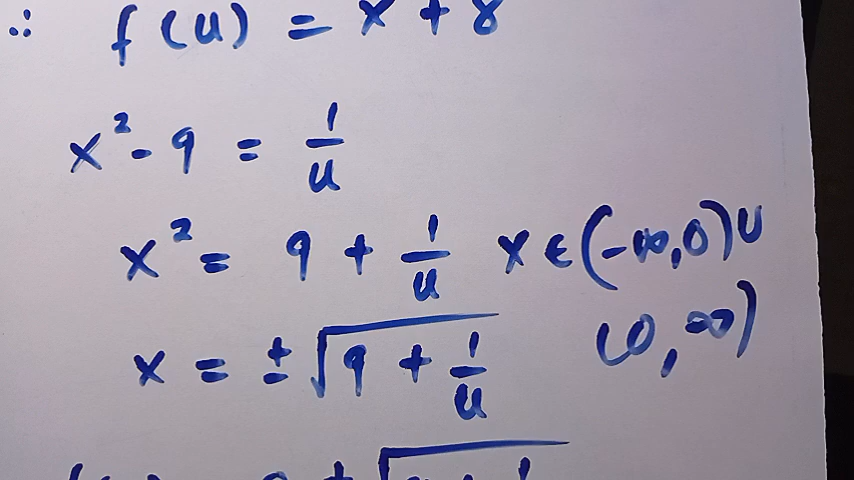 ∴ f(u) = x + 8
x² - 9 = 1/u
x² = 9 + 1/u x ∈ (-∞, 0) ∪
(0, ∞)
x = ± √(9 + 1/u)